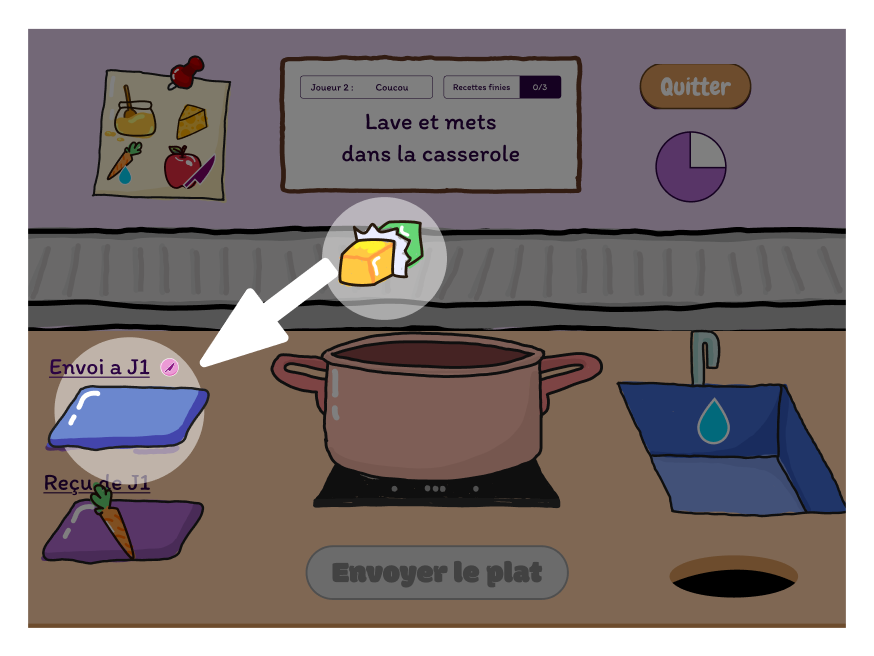 Joueur 2 : Coucou
Recettes finies 0/3
Quitter
Lave et mets
dans la casserole
Envoi a J1
Reçu de J1
Envoyer le plat